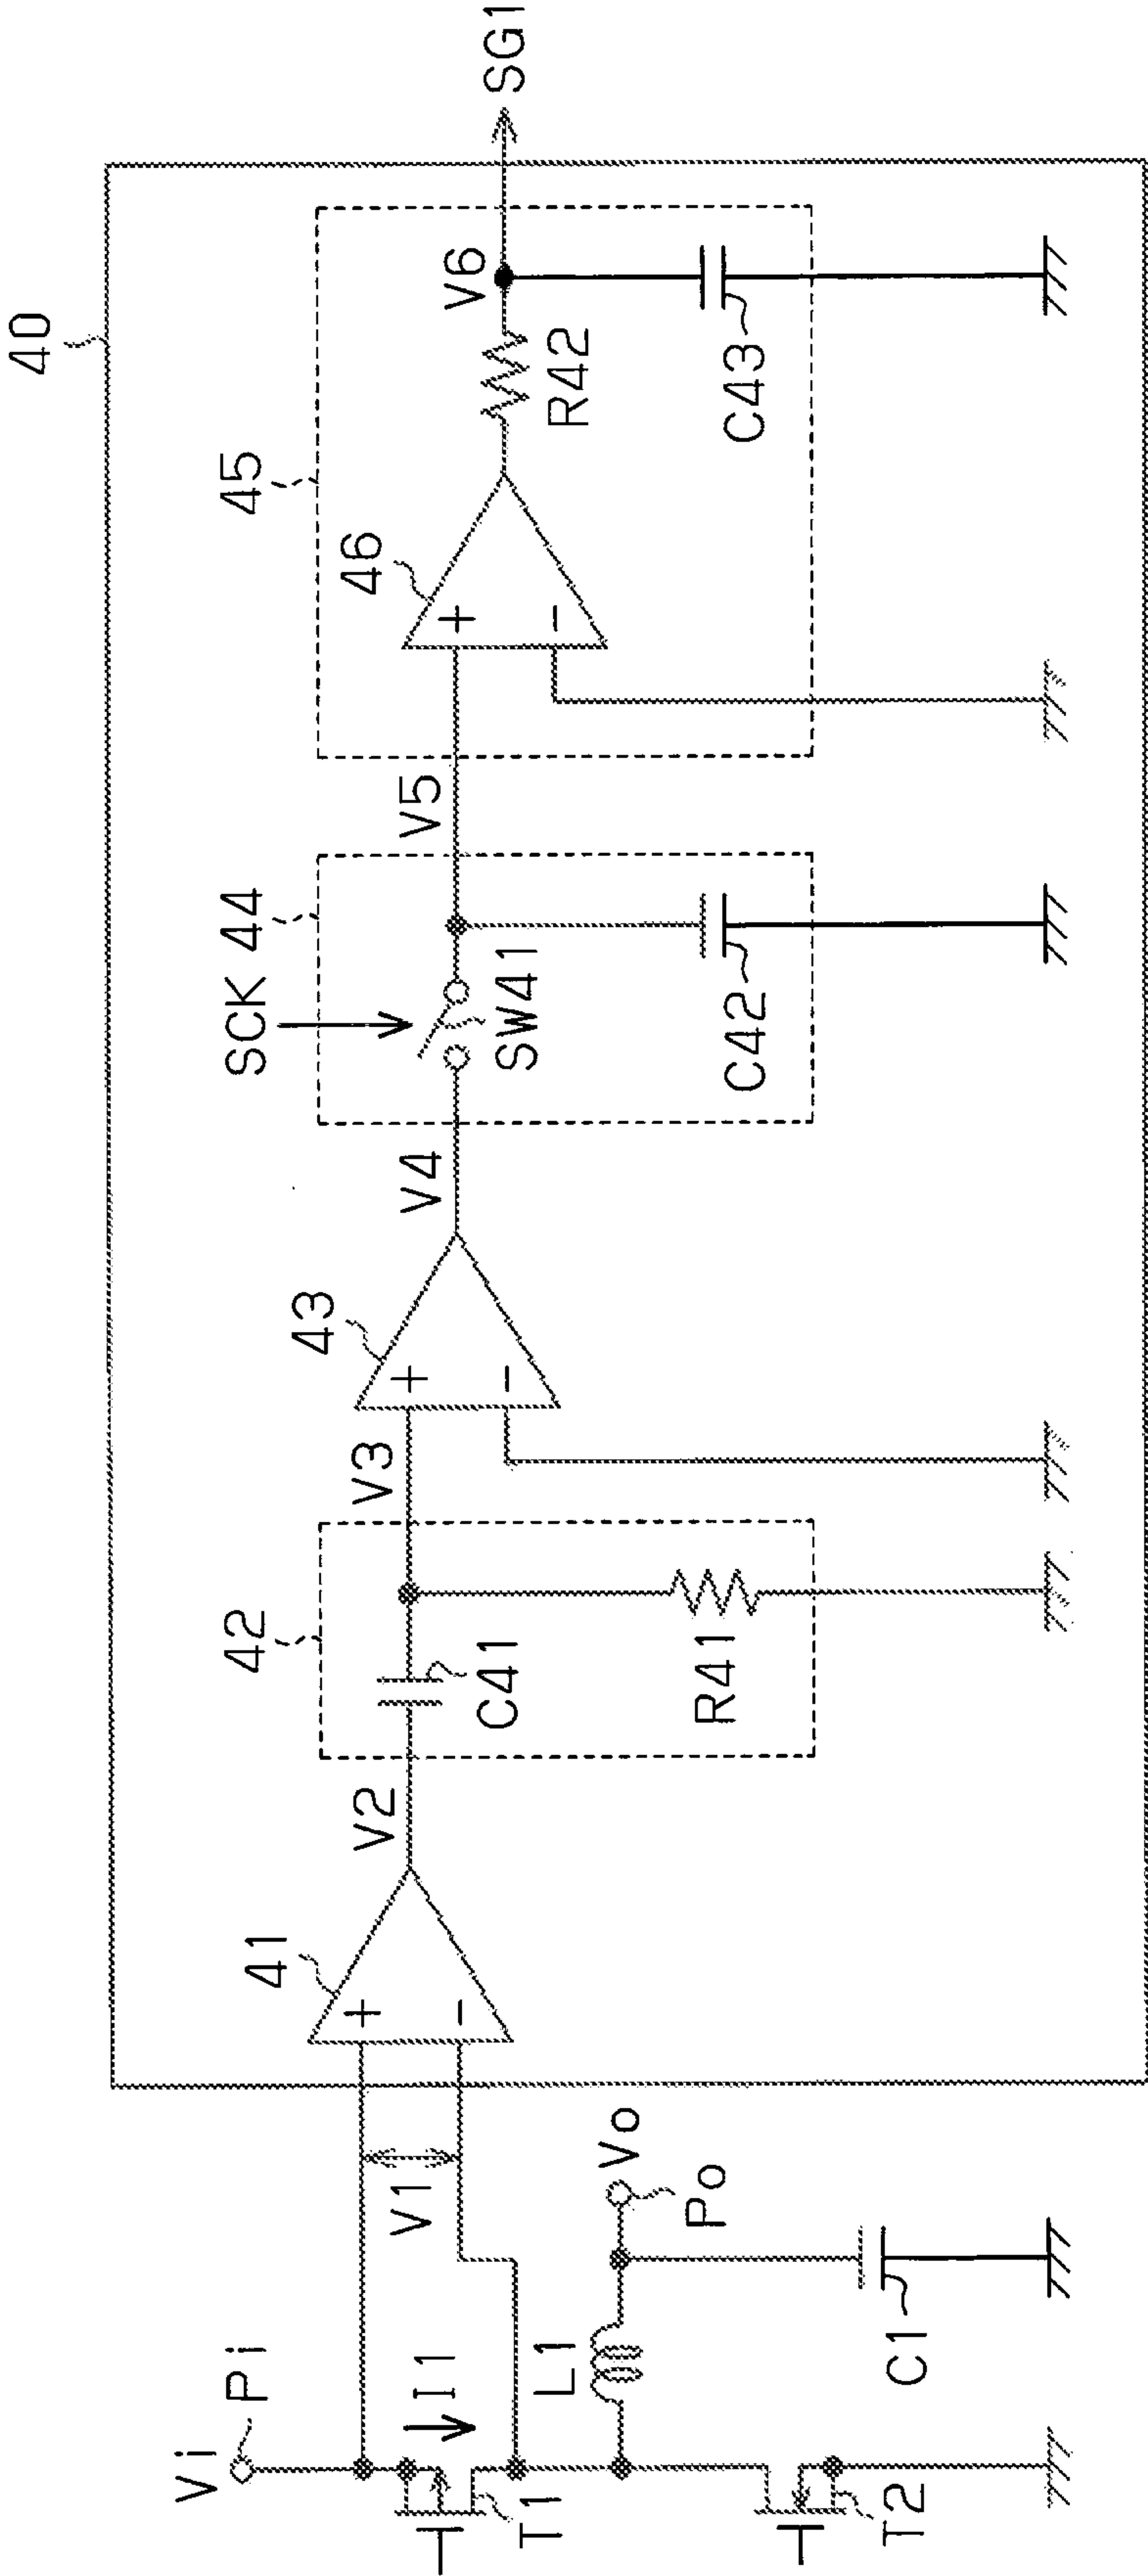 40
SG1
45
V6
46
R42
+
-
C43
V5
SCK
44
SW41
C42
V4
43
+
-
V3
42
C41
R41
V2
41
+
-
V1
Vi
Pi
I1
T1
L1
Vo
Po
C1
T2